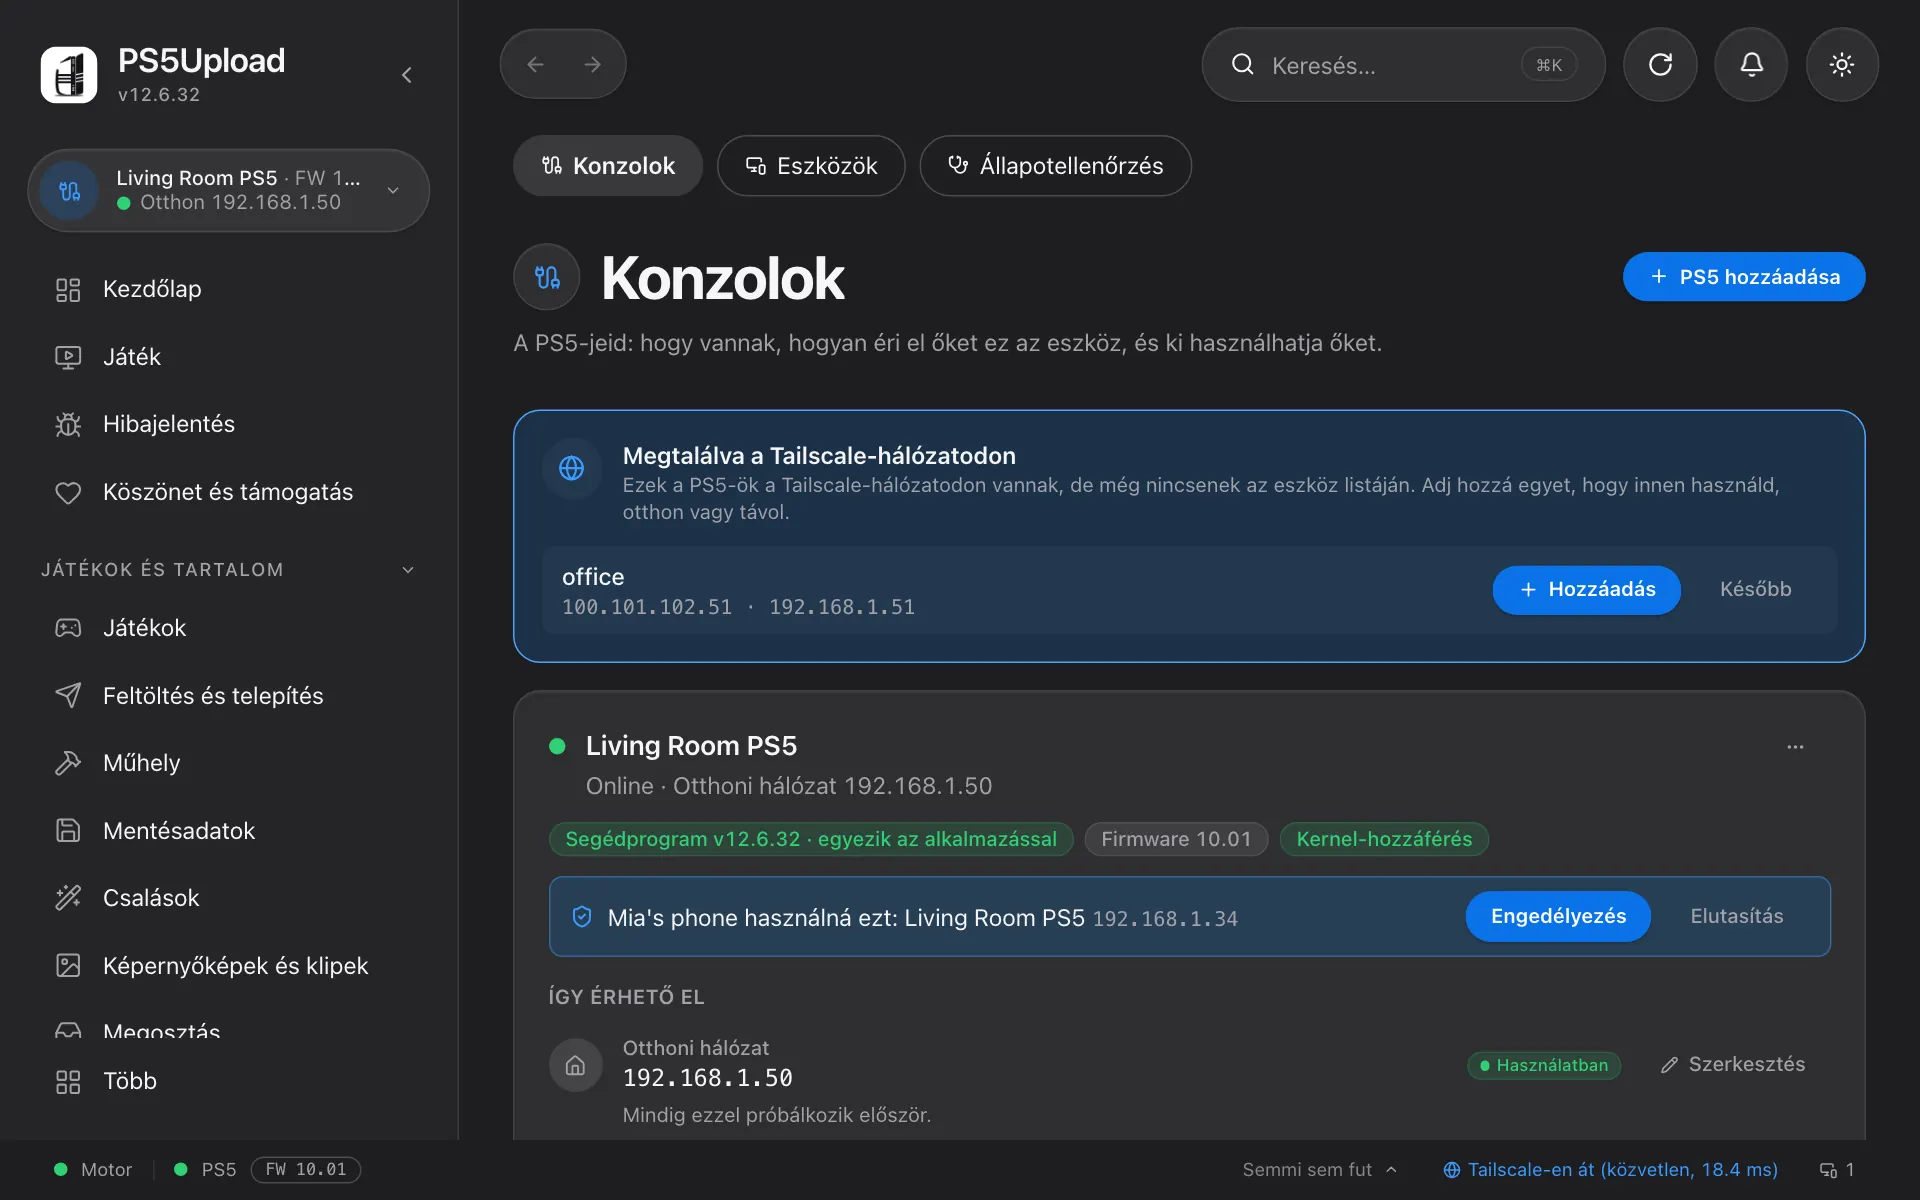 PS5Upload
v12.6.32
Living Room PS5 · FW 1...
Otthon 192.168.1.50
Kezdőlap
Játék
Hibajelentés
Köszönet és támogatás
JÁTÉKOK ÉS TARTALOM
Játékok
Feltöltés és telepítés
Műhely
Mentésadatok
Csalások
Képernyőképek és klipek
Megosztás
Több
Keresés...
⌘K
Konzolok
Eszközök
Állapotellenőrzés
Konzolok
PS5 hozzáadása
A PS5-jeid: hogy vannak, hogyan éri el őket ez az eszköz, és ki használhatja őket.
Megtalálva a Tailscale-hálózatodon
Ezek a PS5-ök a Tailscale-hálózatodon vannak, de még nincsenek az eszköz listáján. Adj hozzá egyet, hogy innen használd,
otthon vagy távol.
office
100.101.102.51 · 192.168.1.51
Hozzáadás
Később
Living Room PS5
Online · Otthoni hálózat 192.168.1.50
Segédprogram v12.6.32 · egyezik az alkalmazással
Firmware 10.01
Kernel-hozzáférés
Mia's phone használná ezt: Living Room PS5 192.168.1.34
Engedélyezés
Elutasítás
ÍGY ÉRHETŐ EL
Otthoni hálózat
192.168.1.50
Mindig ezzel próbálkozik először.
Használatban
Szerkesztés
Motor
PS5
FW 10.01
Semmi sem fut
Tailscale-en át (közvetlen, 18.4 ms)
1